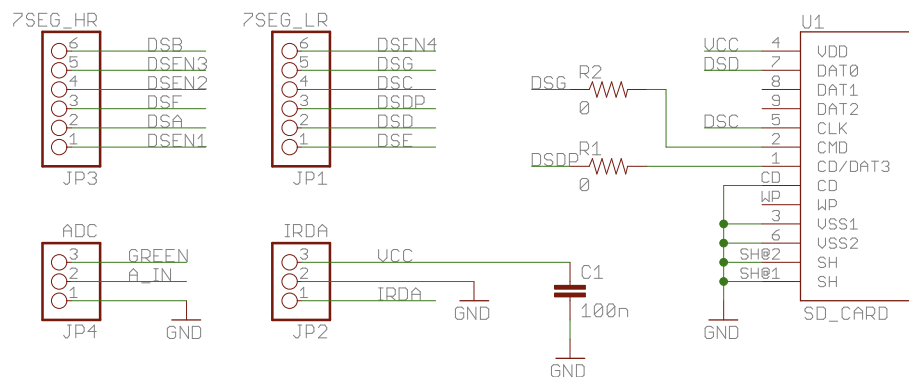 7SEG_HR
6 DSB
5 DSEN3
4 DSEN2
3 DSF
2 DSA
1 DSEN1
JP3
7SEG_LR
6 DSEN4
5 DSG
4 DSC
3 DSDP
2 DSD
1 DSE
JP1
ADC
3 GREEN
2 A_IN
1
GND
JP4
IRDA
3 VCC
2
1 IRDA
GND
JP2
C1
100n
GND
DSG R2
0
DSDP R1
0
U1
VCC 4 VDD
DSD 7 DAT0
8 DAT1
9 DAT2
DSC 5 CLK
2 CMD
1 CD/DAT3
CD CD
WP WP
3 VSS1
6 VSS2
SH@2 SH
SH@1 SH
GND
SD_CARD